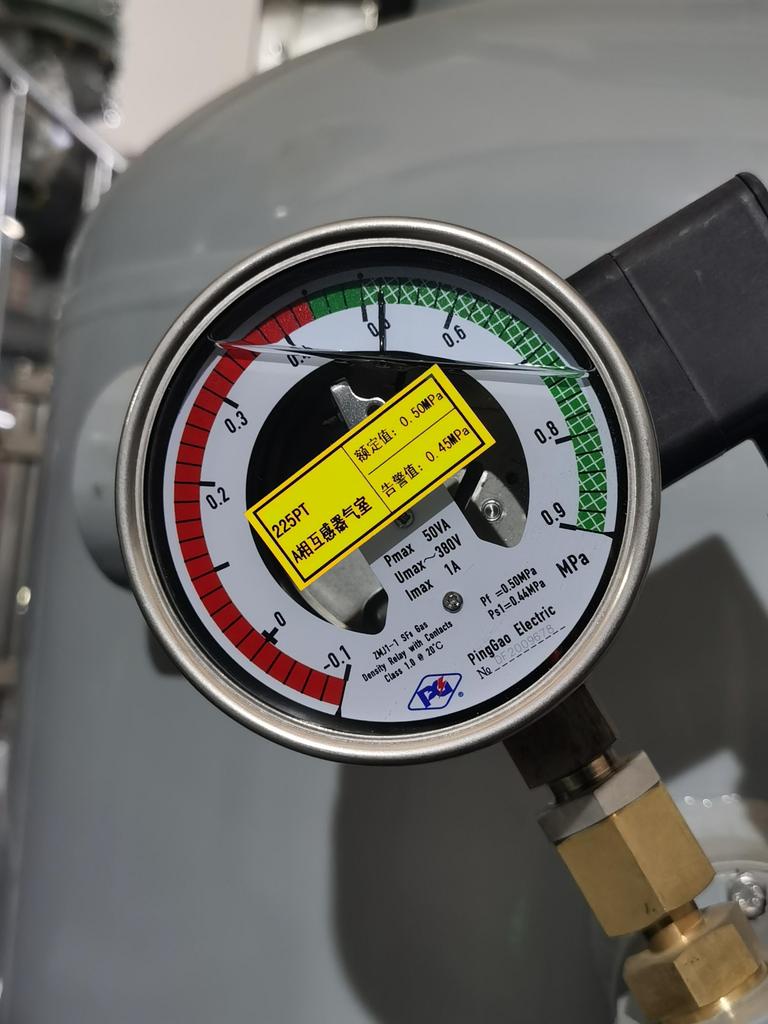 0.5
0.6
0.3
0.8
0.2
0.9
0
-0.1
MPa
225PT
A相互感器气室
额定值: 0.50MPa
告警值: 0.45MPa
Pmax 50VA
Umax~380V
Imax 1A
Pf =0.50MPa
Ps1=0.44MPa
ZMJ1-1 SF₆ Gas
Density Relay with Contacts
Class 1.0 @ 20℃
PingGao Electric
№
PG
®